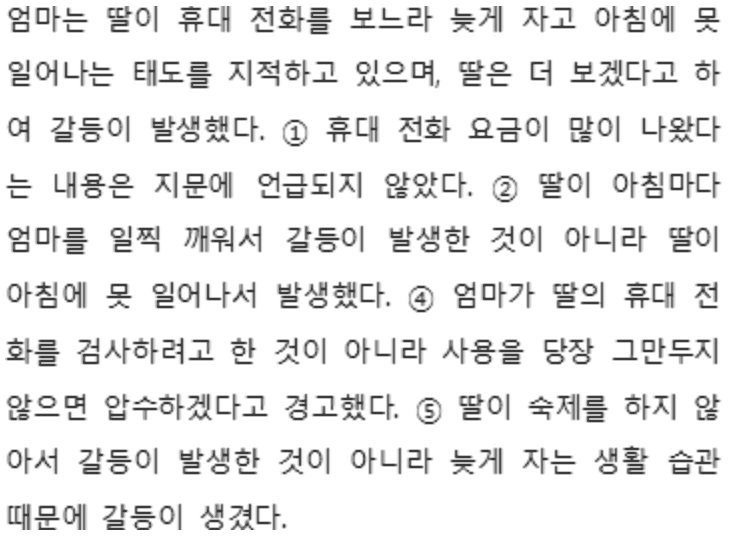 엄마는 딸이 휴대 전화를 보느라 늦게 자고 아침에 못
일어나는 태도를 지적하고 있으며, 딸은 더 보겠다고 하
여 갈등이 발생했다. ① 휴대 전화 요금이 많이 나왔다
는 내용은 지문에 언급되지 않았다. ② 딸이 아침마다
엄마를 일찍 깨워서 갈등이 발생한 것이 아니라 딸이
아침에 못 일어나서 발생했다. ④ 엄마가 딸의 휴대 전
화를 검사하려고 한 것이 아니라 사용을 당장 그만두지
않으면 압수하겠다고 경고했다. ⑤ 딸이 숙제를 하지 않
아서 갈등이 발생한 것이 아니라 늦게 자는 생활 습관
때문에 갈등이 생겼다.